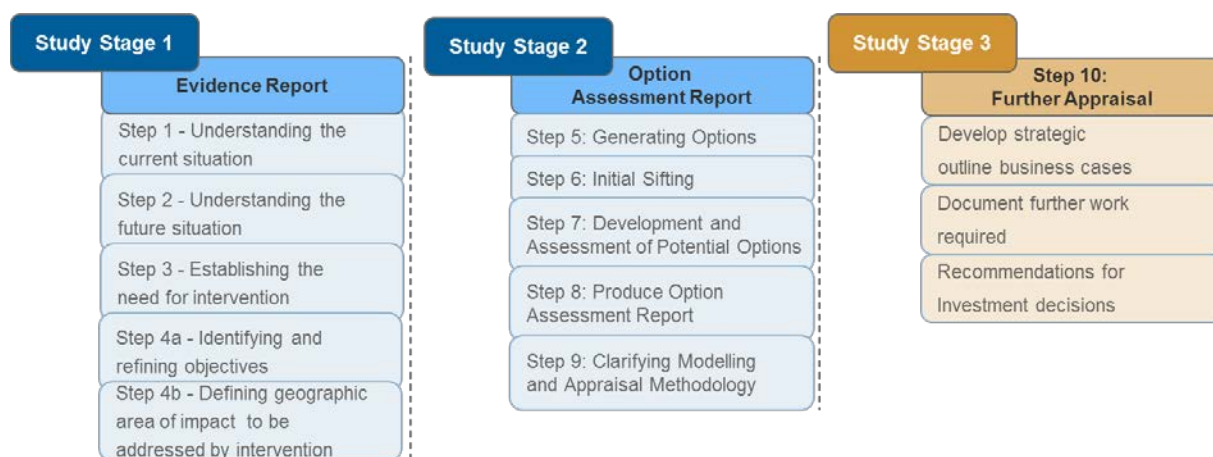 Study Stage 1
Evidence Report
Step 1 - Understanding the
current situation
Step 2 - Understanding the
future situation
Step 3 - Establishing the
need for intervention
Step 4a - Identifying and
refining objectives
Step 4b - Defining geographic
area of impact to be
addressed by intervention
Study Stage 2
Option
Assessment Report
Step 5: Generating Options
Step 6: Initial Sifting
Step 7: Development and
Assessment of Potential Options
Step 8: Produce Option
Assessment Report
Step 9: Clarifying Modelling
and Appraisal Methodology
Study Stage 3
Step 10:
Further Appraisal
Develop strategic
outline business cases
Document further work
required
Recommendations for
Investment decisions